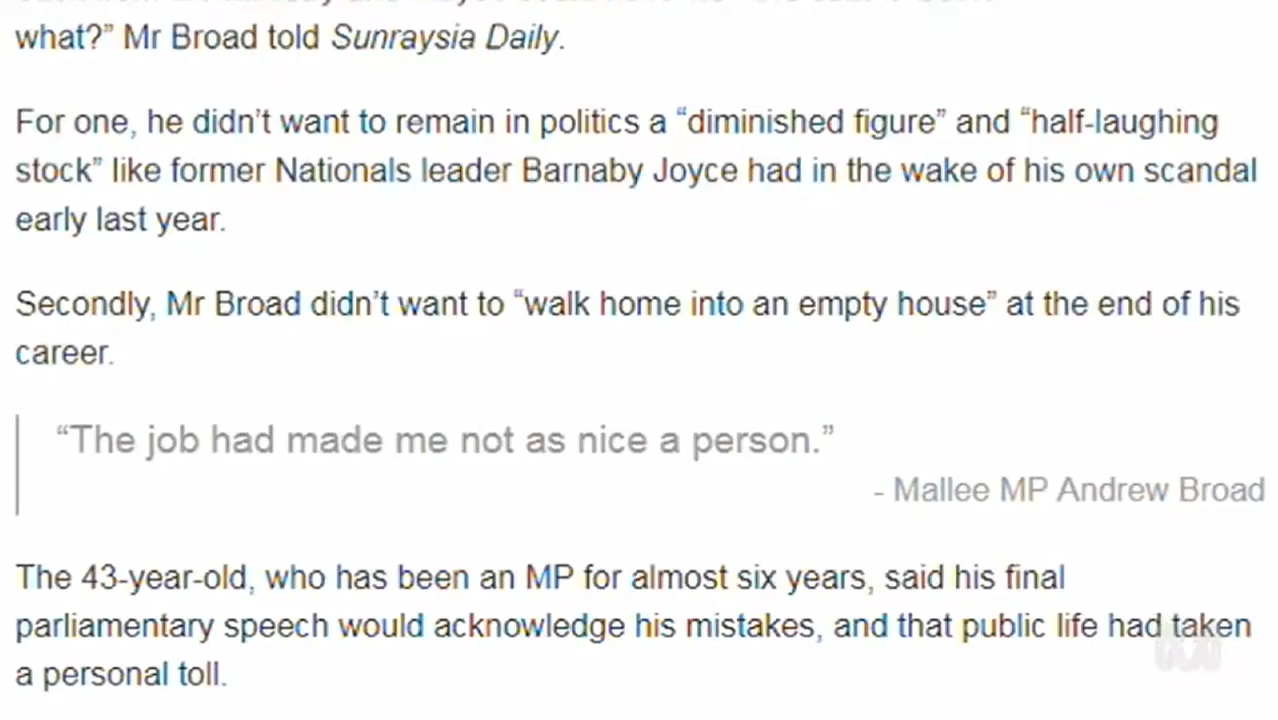 what?” Mr Broad told Sunraysia Daily.
For one, he didn’t want to remain in politics a “diminished figure” and “half-laughing
stock” like former Nationals leader Barnaby Joyce had in the wake of his own scandal
early last year.
Secondly, Mr Broad didn’t want to “walk home into an empty house” at the end of his
career.
“The job had made me not as nice a person.”
- Mallee MP Andrew Broad
The 43-year-old, who has been an MP for almost six years, said his final
parliamentary speech would acknowledge his mistakes, and that public life had taken
a personal toll.